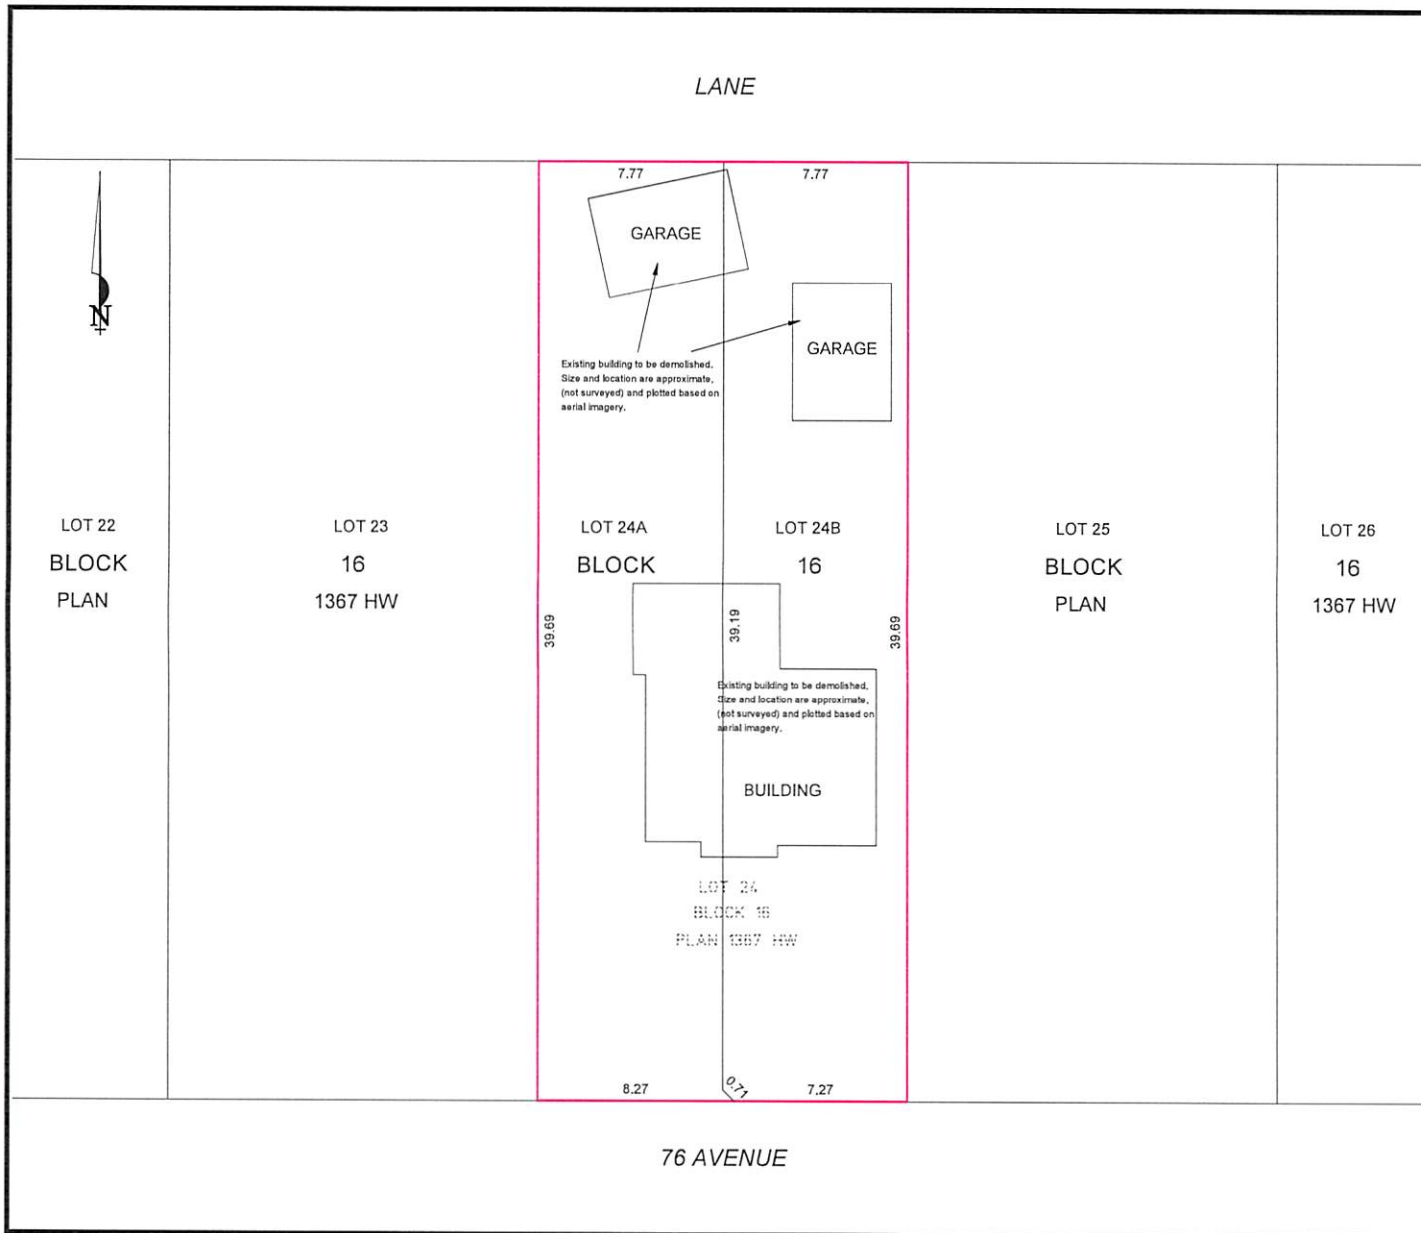 LANE
7.77
7.77
GARAGE
N
GARAGE
Existing building to be demolished.
Size and location are approximate,
(not surveyed) and plotted based on
aerial imagery.
LOT 22
BLOCK
PLAN
LOT 23
16
1367 HW
LOT 24A
BLOCK
LOT 24B
16
LOT 25
BLOCK
PLAN
LOT 26
16
1367 HW
39.69
39.19
39.69
Existing building to be demolished.
Size and location are approximate,
(not surveyed) and plotted based on
aerial imagery.
BUILDING
LOT 24
BLOCK 16
PLAN 1367 HW
8.27
0.71
7.27
76 AVENUE